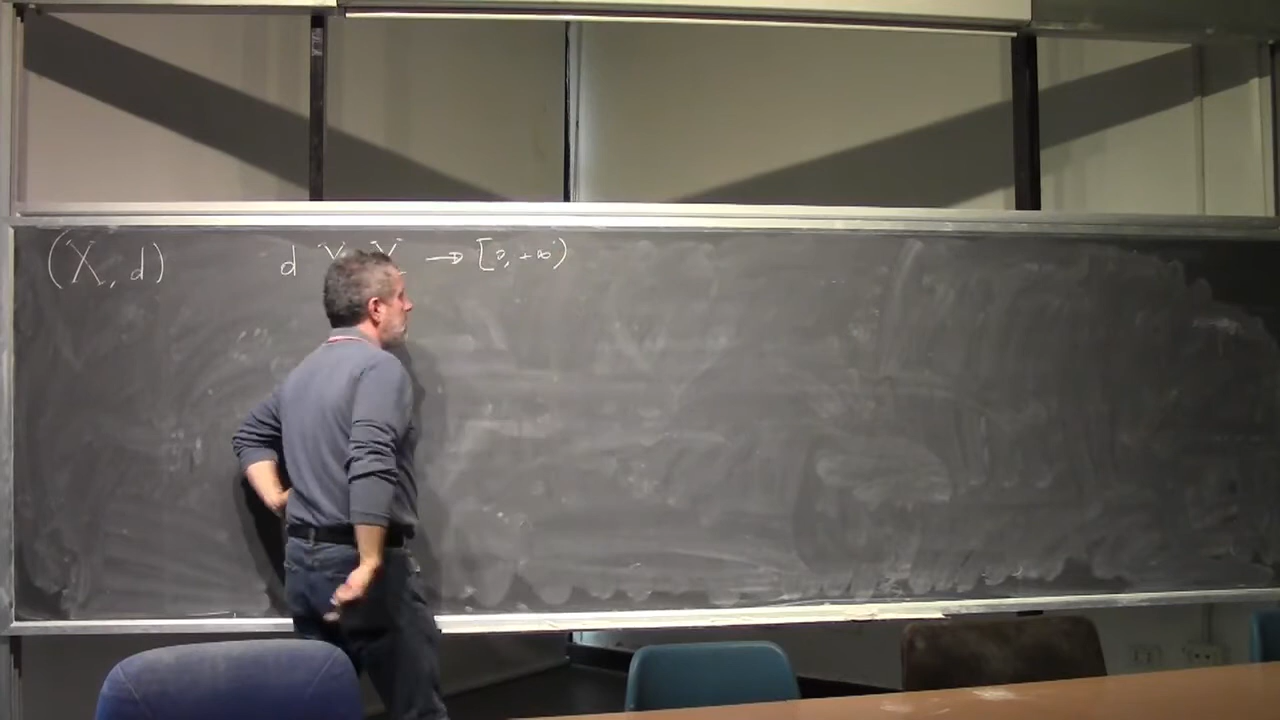 (X, d) d X X → [0, +∞)